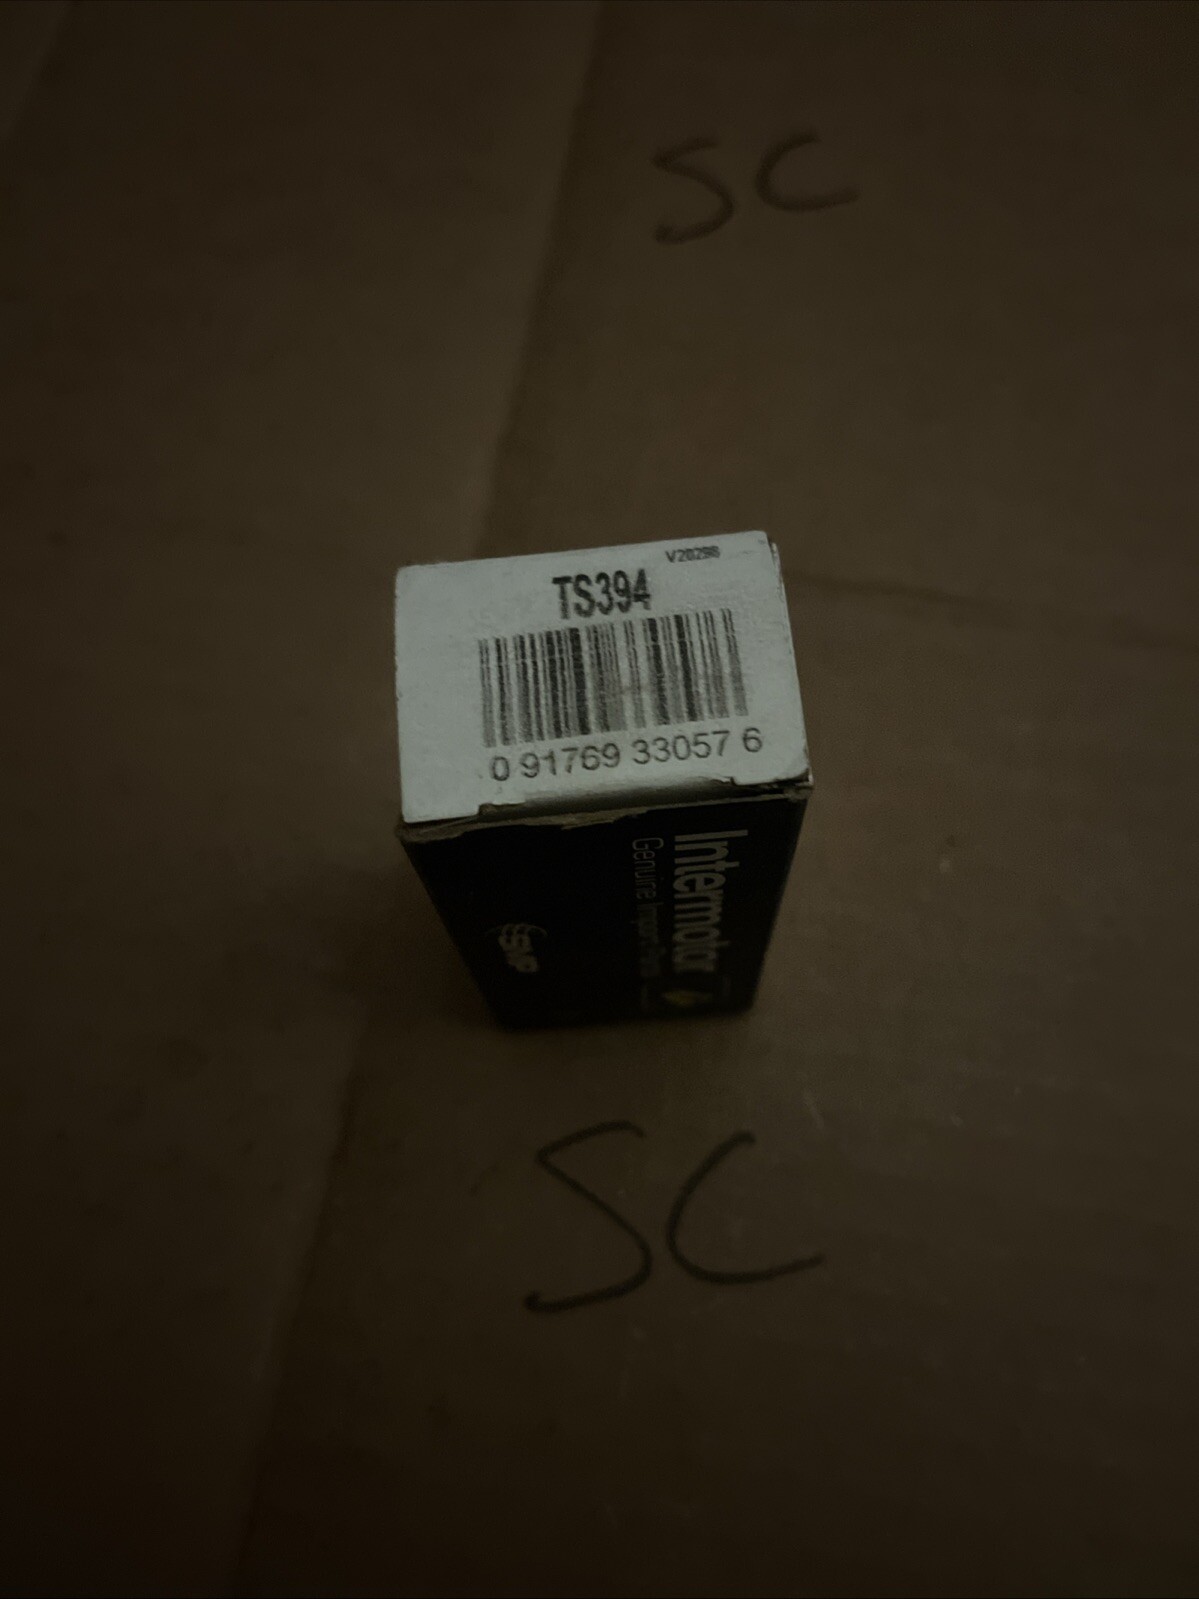 SC
V20298
TS394
0 91769 33057 6
Intermotor
Genuine Import Parts
SMP
SC